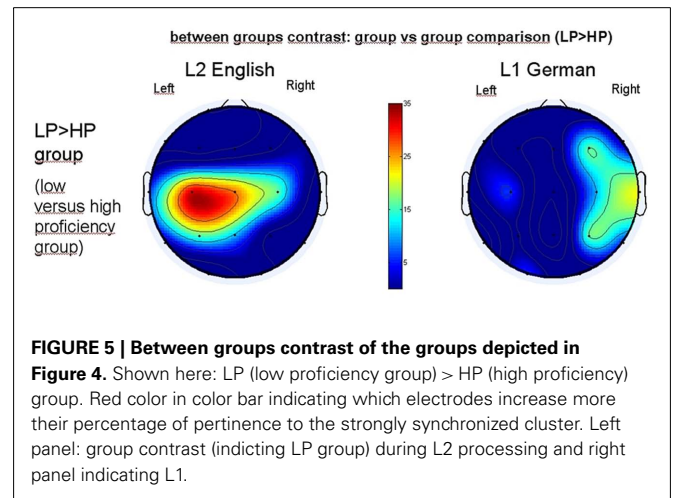 between groups contrast: group vs group comparison (LP>HP)
L2 English
L1 German
Left
Right
Left
Right
LP>HP
group
(low
versus high
proficiency
group)
35
25
15
5
FIGURE 5 | Between groups contrast of the groups depicted in
Figure 4. Shown here: LP (low proficiency group) > HP (high proficiency)
group. Red color in color bar indicating which electrodes increase more
their percentage of pertinence to the strongly synchronized cluster. Left
panel: group contrast (indicting LP group) during L2 processing and right
panel indicating L1.